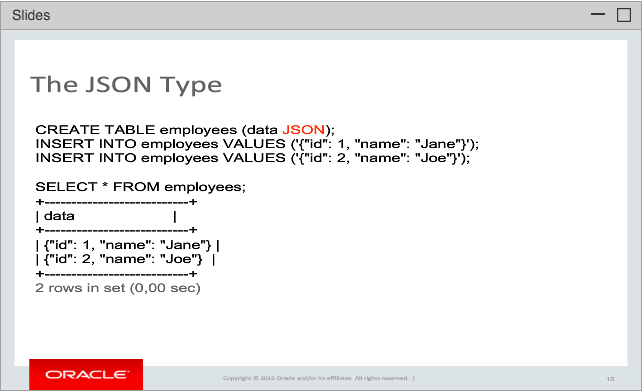 Slides
The JSON Type
CREATE TABLE employees (data JSON);
INSERT INTO employees VALUES ('{"id": 1, "name": "Jane"}');
INSERT INTO employees VALUES ('{"id": 2, "name": "Joe"}');
SELECT * FROM employees;
+---------------------------+
| data                      |
+---------------------------+
| {"id": 1, "name": "Jane"} |
| {"id": 2, "name": "Joe"}  |
+---------------------------+
2 rows in set (0,00 sec)
ORACLE®
Copyright © 2015 Oracle and/or its affiliates. All rights reserved. |
15